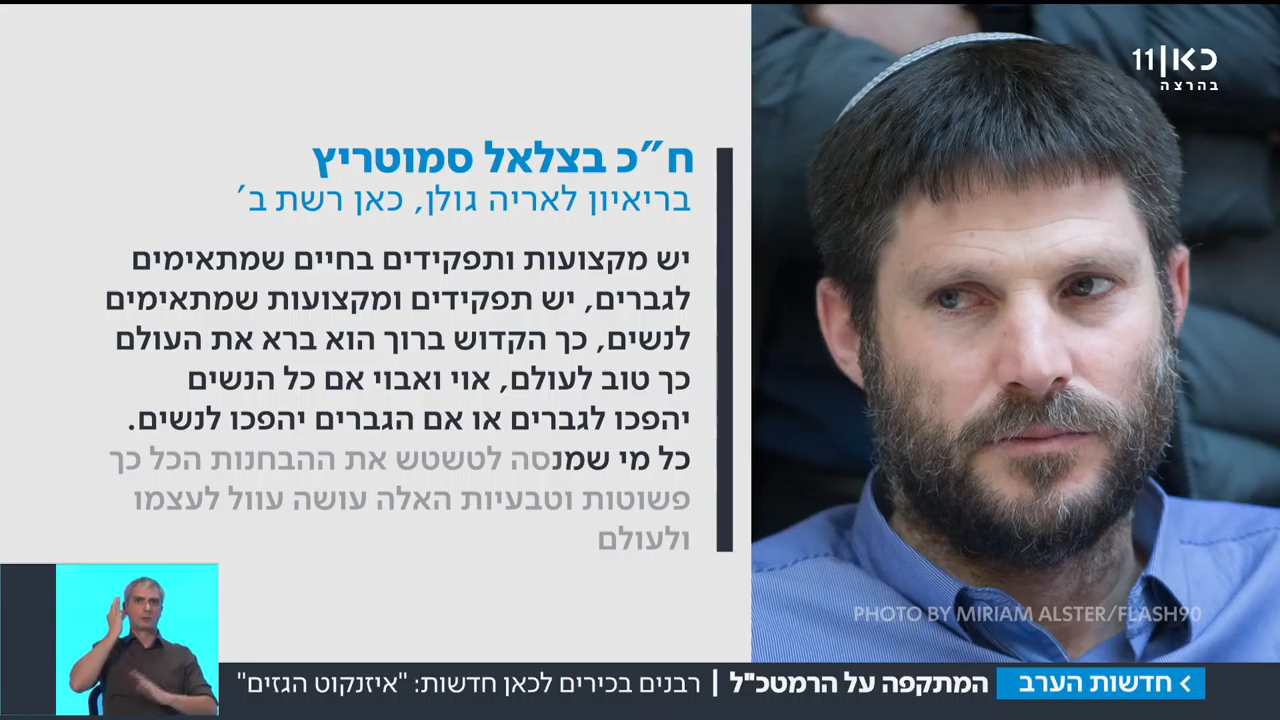 כאן 11
בהרצה
ח״כ בצלאל סמוטריץ
בריאיון לאריה גולן, כאן רשת ב׳
יש מקצועות ותפקידים בחיים שמתאימים
לגברים, יש תפקידים ומקצועות שמתאימים
לנשים, כך הקדוש ברוך הוא ברא את העולם
כך טוב לעולם, אוי ואבוי אם כל הנשים
יהפכו לגברים או אם הגברים יהפכו לנשים.
כל מי שמנסה לטשטש את ההבחנות הכל כך
פשוטות וטבעיות האלה עושה עוול לעצמו
ולעולם
PHOTO BY MIRIAM ALSTER/FLASH90
חדשות הערב
המתקפה על הרמטכ"ל | רבנים בכירים לכאן חדשות: "איזנקוט הגזים"